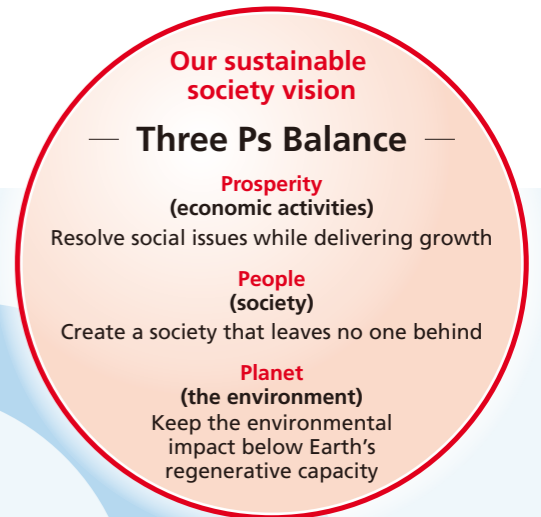 Our sustainable
society vision
Three Ps Balance
Prosperity
(economic activities)
Resolve social issues while delivering growth
People
(society)
Create a society that leaves no one behind
Planet
(the environment)
Keep the environmental
impact below Earth’s
regenerative capacity